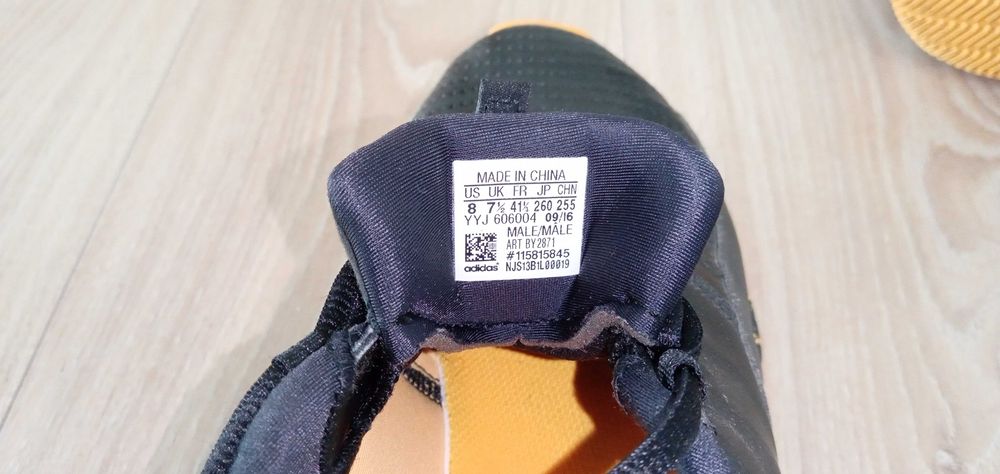 MADE IN CHINA
US UK FR JP CHN
8 7½ 41⅓ 260 255
YYJ 606004 09/16
MALE/MÂLE
ART BY2871
#115815845
adidas NJS13B1L00019